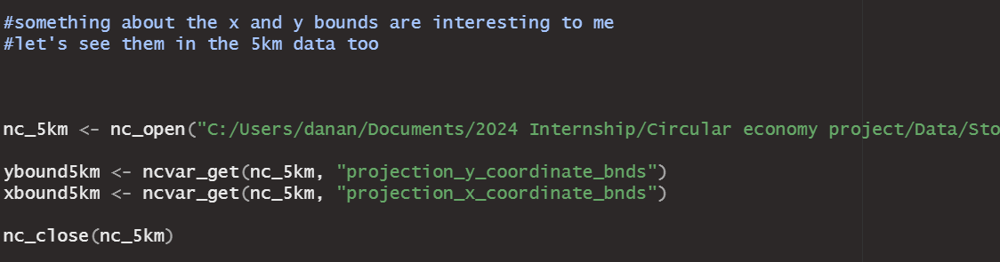 #something about the x and y bounds are interesting to me
#let's see them in the 5km data too
nc_5km <- nc_open("C:/Users/danan/Documents/2024 Internship/Circular economy project/Data/Sto
ybound5km <- ncvar_get(nc_5km, "projection_y_coordinate_bnds")
xbound5km <- ncvar_get(nc_5km, "projection_x_coordinate_bnds")
nc_close(nc_5km)